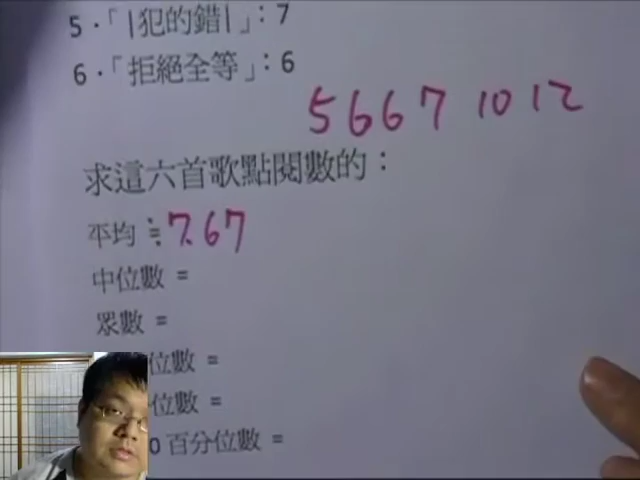 5．「|犯的錯|」：7
6．「拒絕全等」：6
5 6 6 7 10 12
求這六首歌點閱數的：
平均 ≒ 7.67
中位數 =
眾數 =
位數 =
位數 =
0 百分位數 =